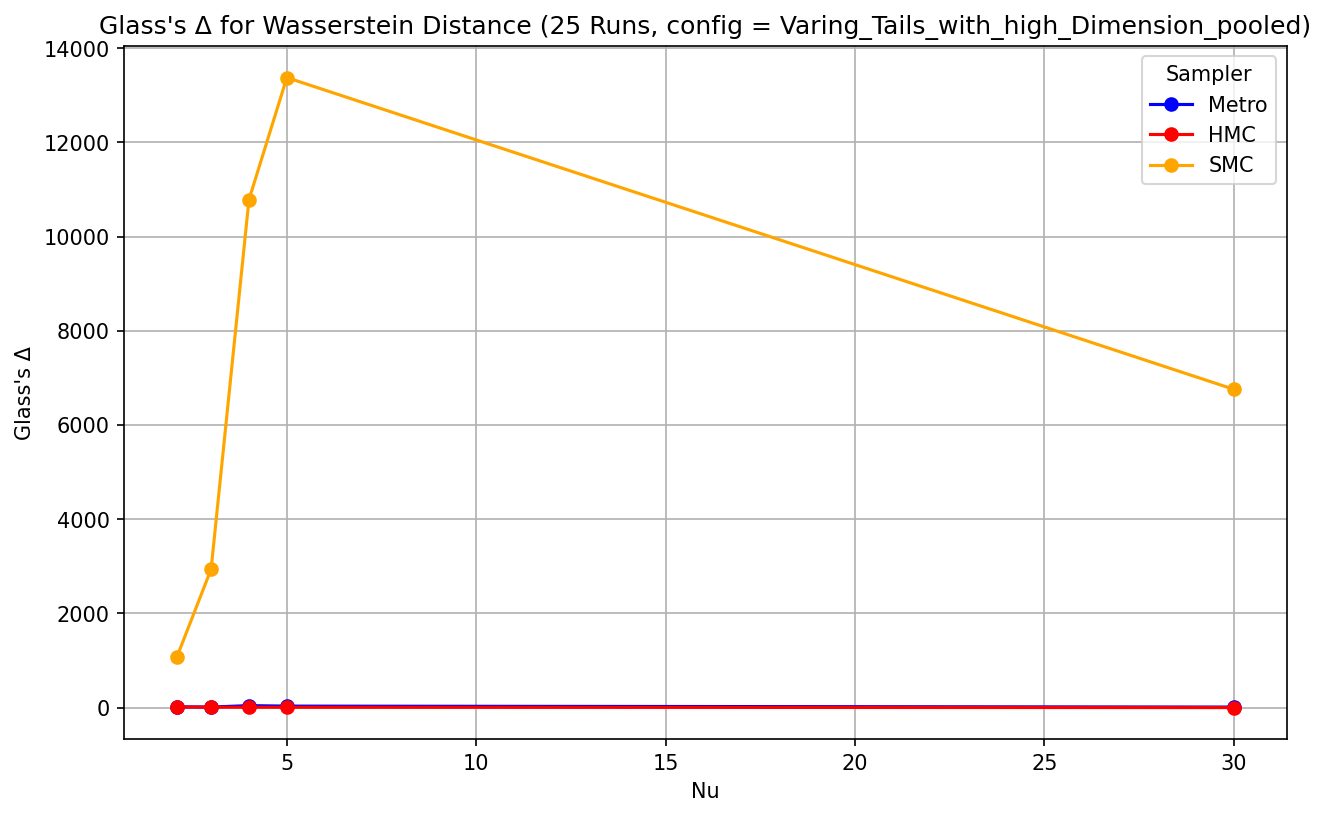 Glass's Δ for Wasserstein Distance (25 Runs, config = Varing_Tails_with_high_Dimension_pooled)
14000
12000
10000
8000
6000
4000
2000
0
Glass's Δ
Sampler
Metro
HMC
SMC
5
10
15
20
25
30
Nu